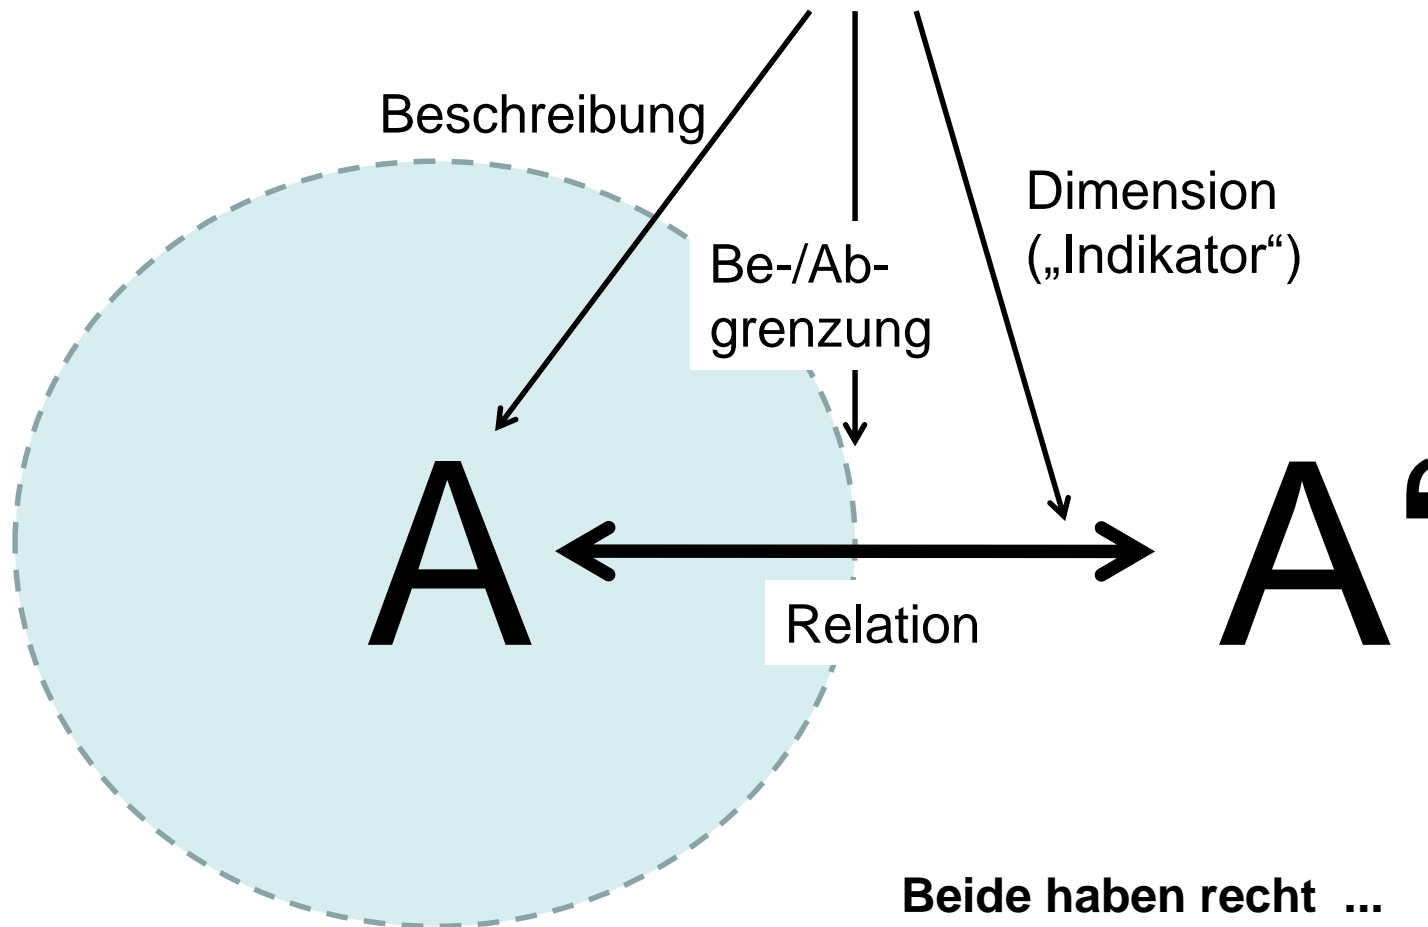 Beschreibung
Dimension
(„Indikator“)
Be-/Ab-
grenzung
A A‘
Relation
Beide haben recht ...